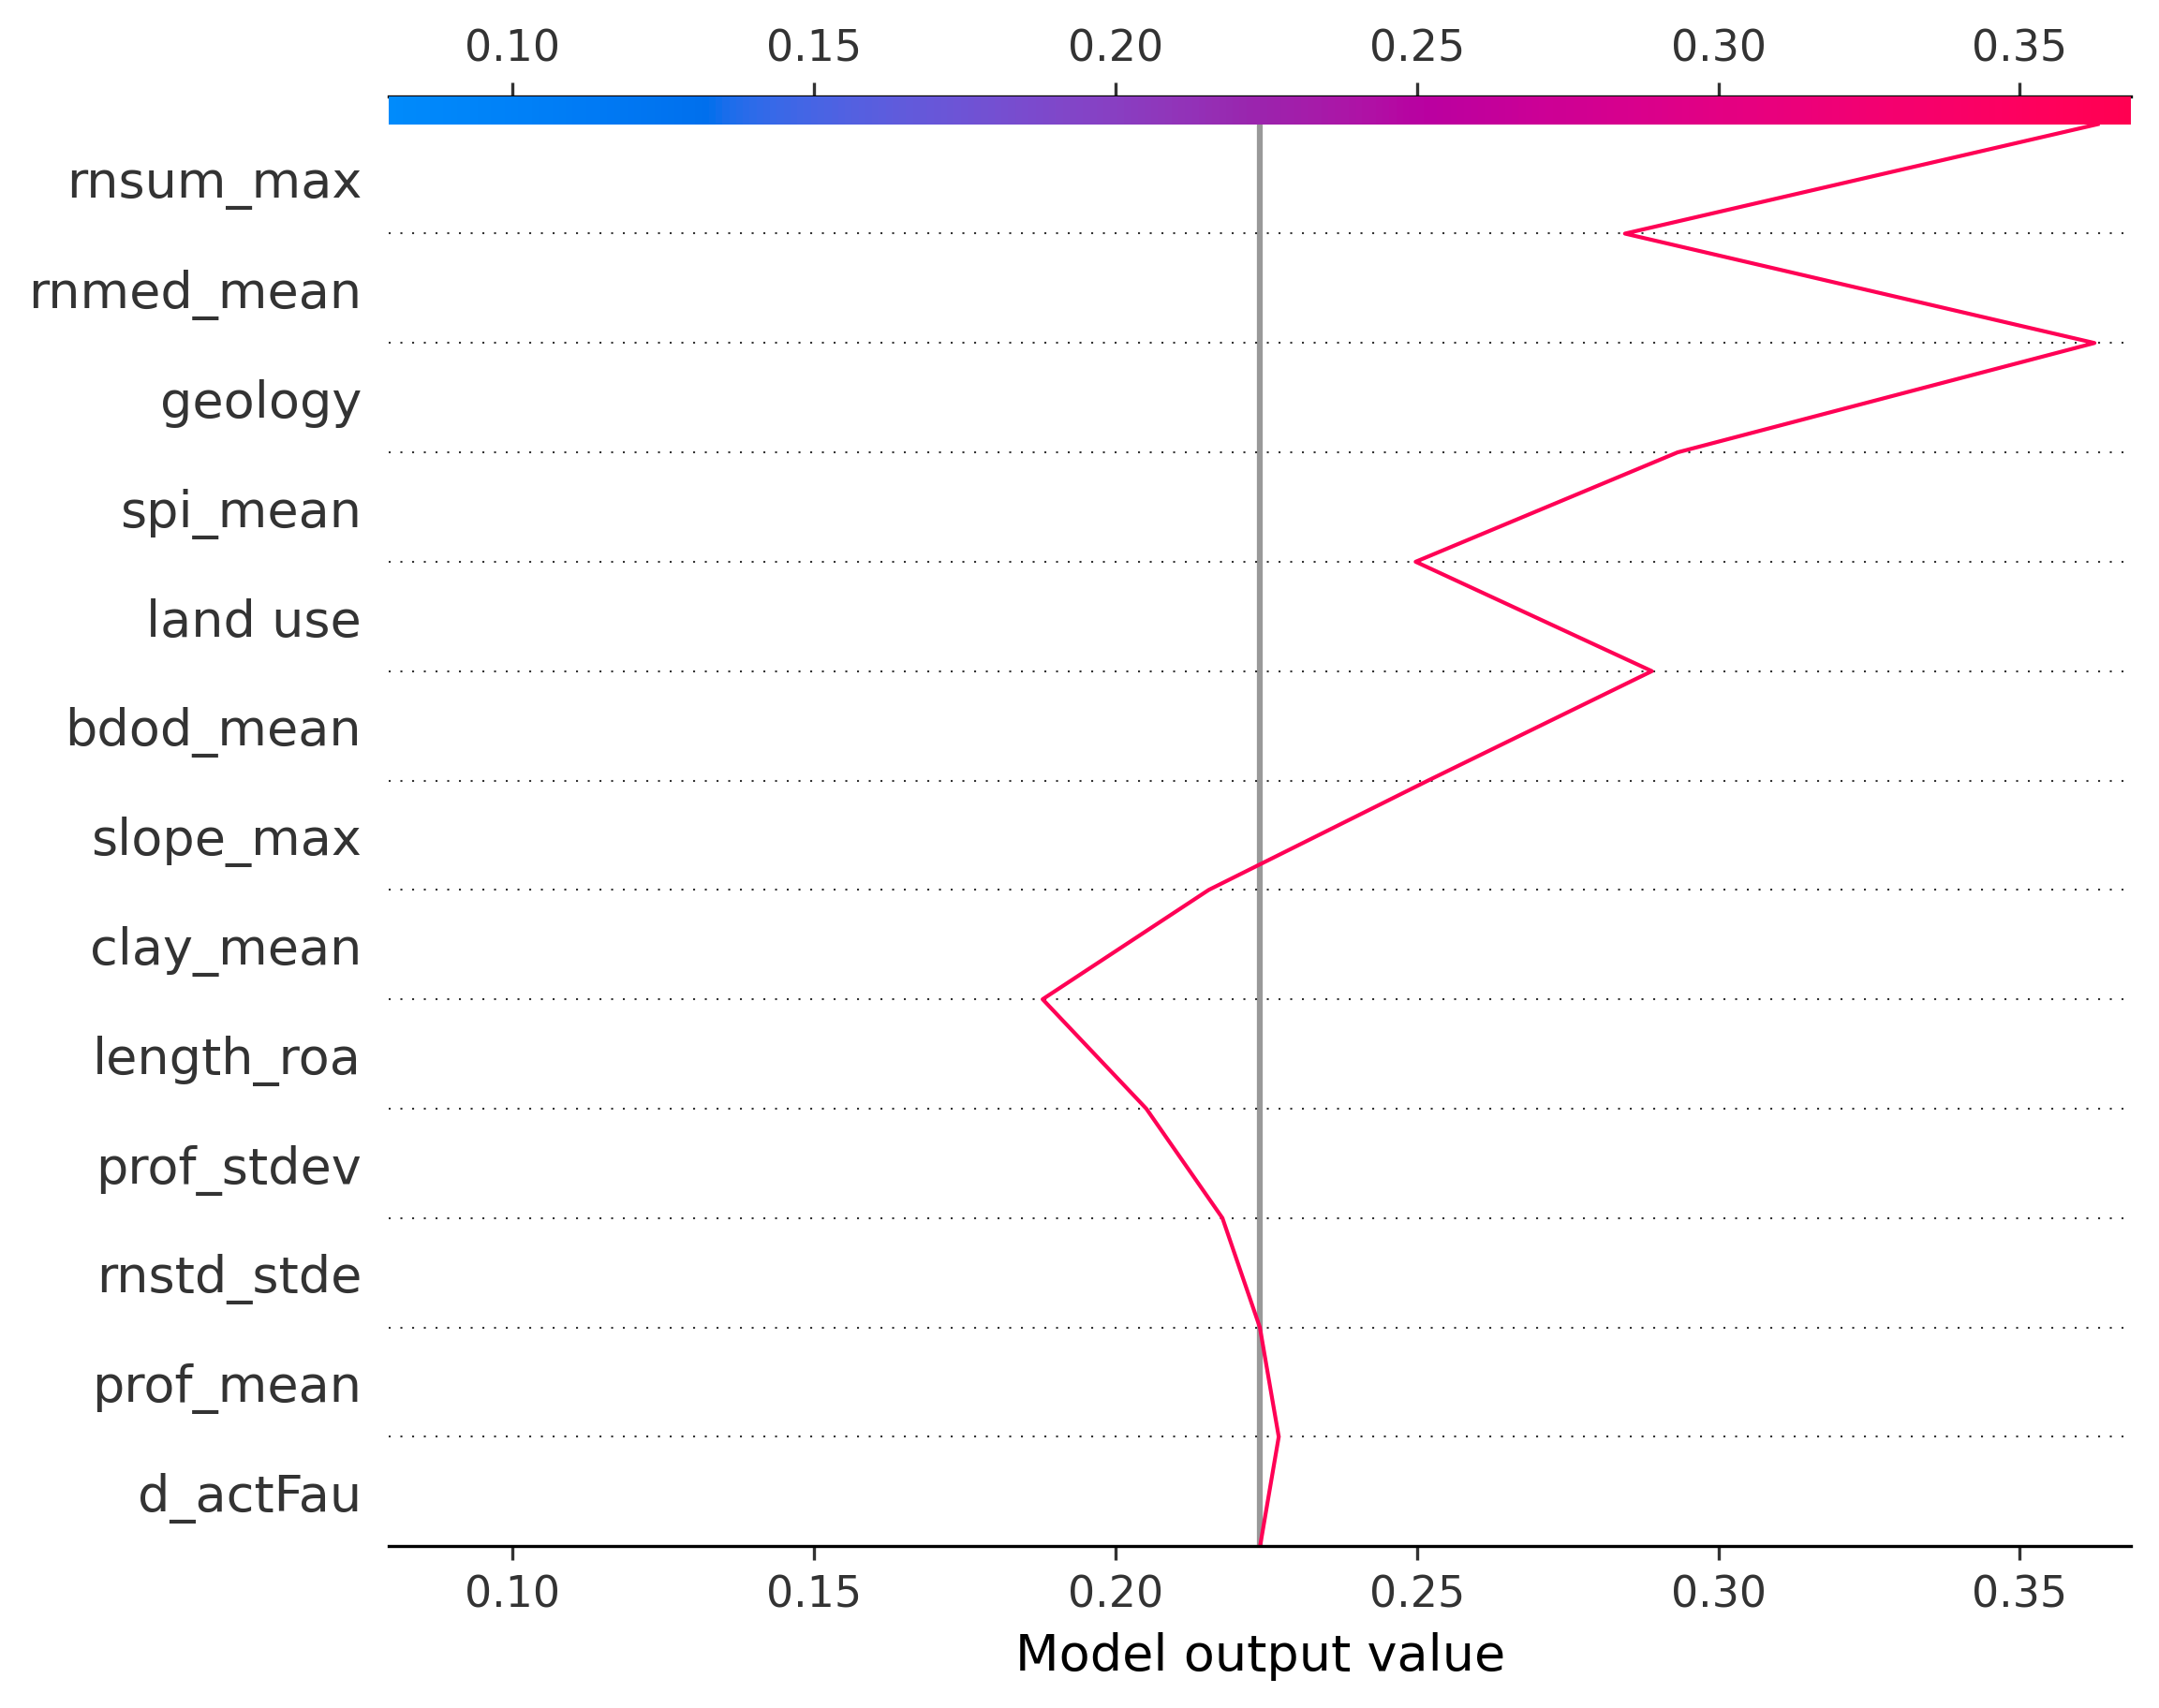 0.10 0.15 0.20 0.25 0.30 0.35
rnsum_max
rnmed_mean
geology
spi_mean
land use
bdod_mean
slope_max
clay_mean
length_roa
prof_stdev
rnstd_stde
prof_mean
d_actFau
0.10 0.15 0.20 0.25 0.30 0.35
Model output value